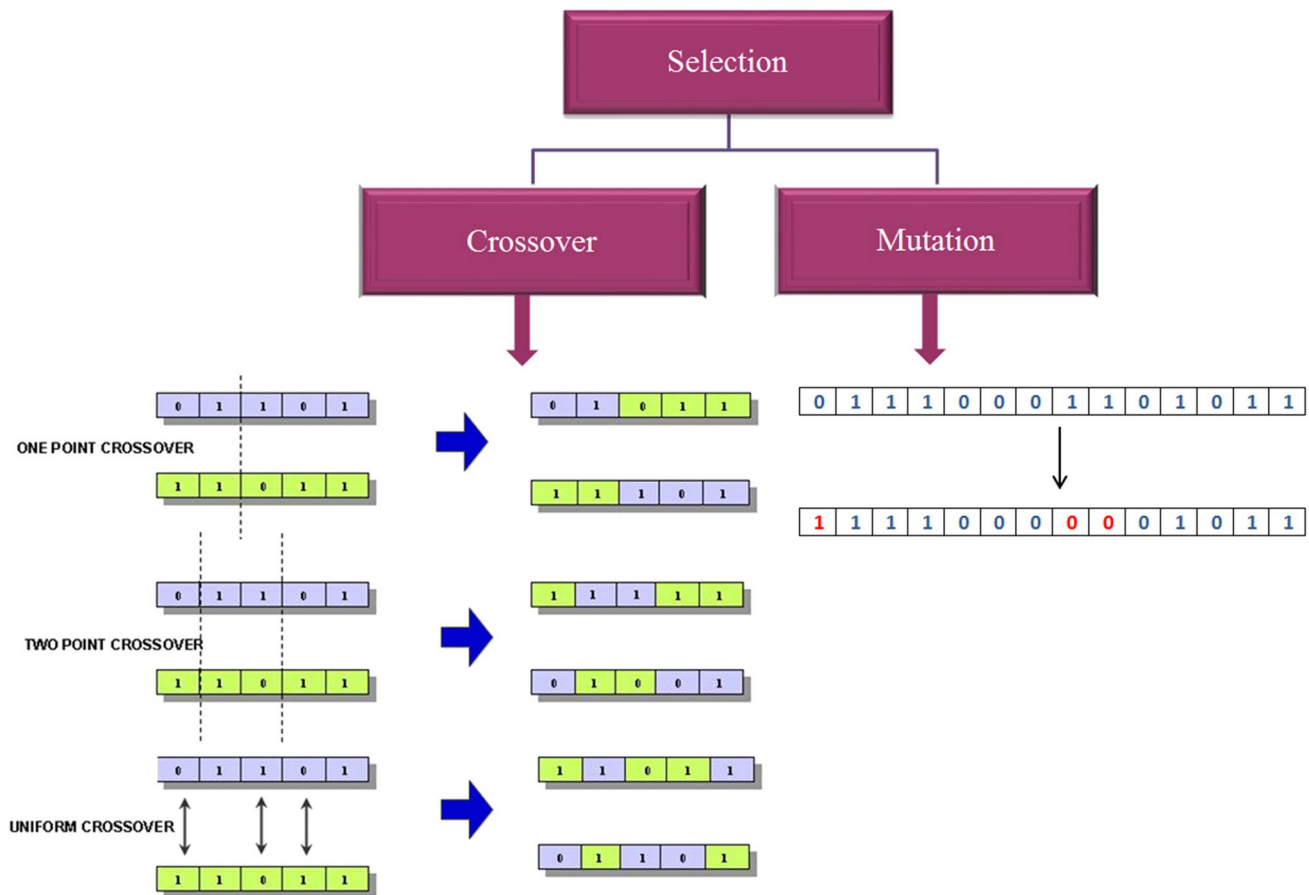 Selection
Crossover
Mutation
0 1 1 0 1
ONE POINT CROSSOVER
1 1 0 1 1
0 1 0 1 1
1 1 1 0 1
0 1 1 1 0 0 0 1 1 0 1 0 1 1
1 1 1 1 0 0 0 0 0 0 1 0 1 1
0 1 1 0 1
TWO POINT CROSSOVER
1 1 0 1 1
1 1 1 1 1
0 1 0 0 1
0 1 1 0 1
UNIFORM CROSSOVER
1 1 0 1 1
1 1 0 1 1
0 1 1 0 1